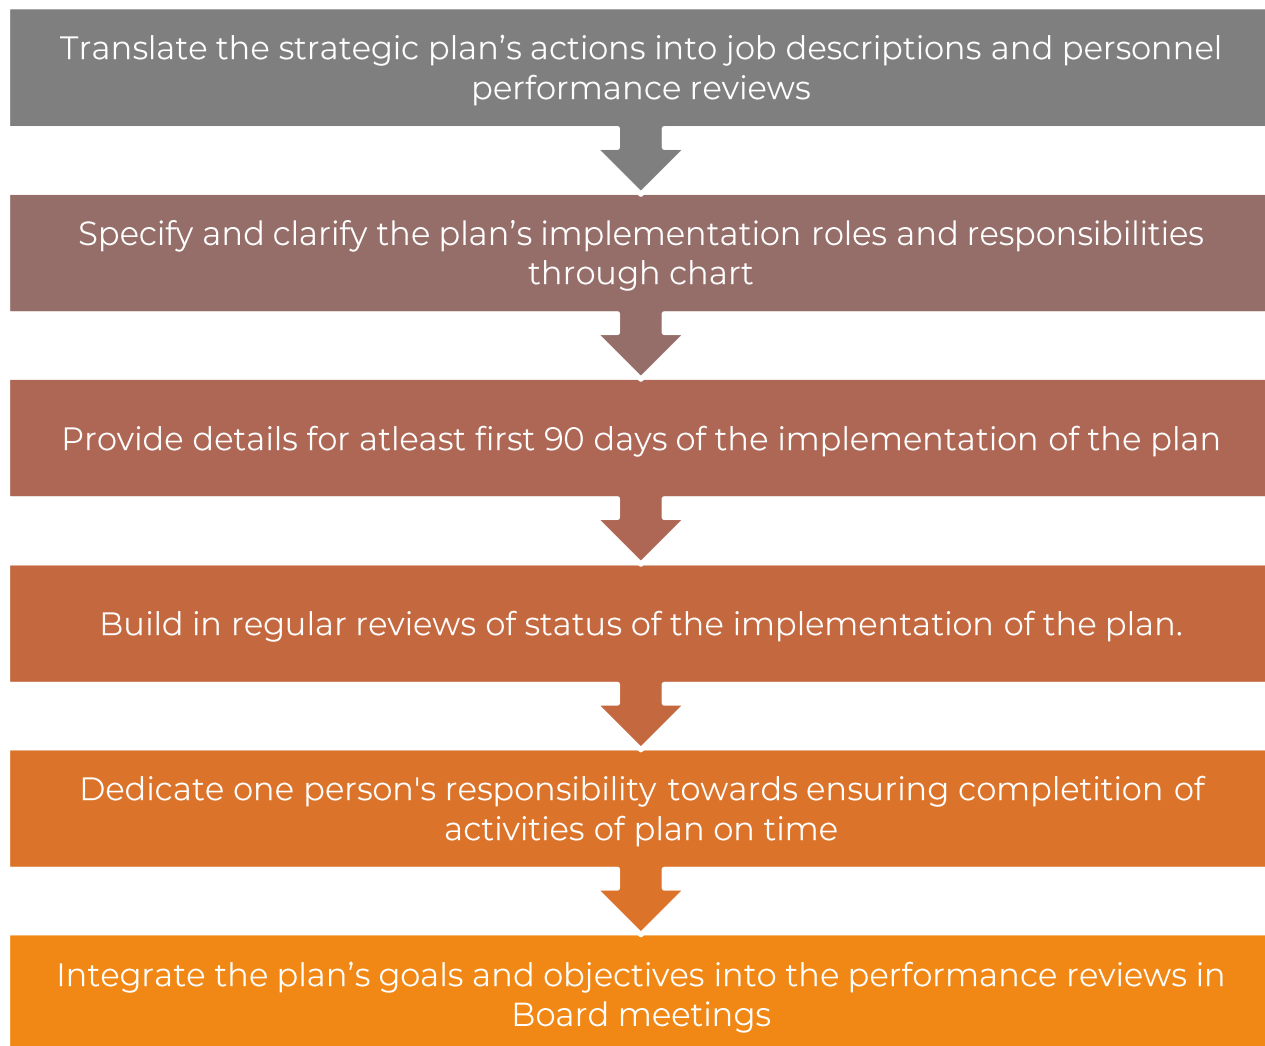 Translate the strategic plan’s actions into job descriptions and personnel
performance reviews
Specify and clarify the plan’s implementation roles and responsibilities
through chart
Provide details for atleast first 90 days of the implementation of the plan
Build in regular reviews of status of the implementation of the plan.
Dedicate one person's responsibility towards ensuring completition of
activities of plan on time
Integrate the plan’s goals and objectives into the performance reviews in
Board meetings